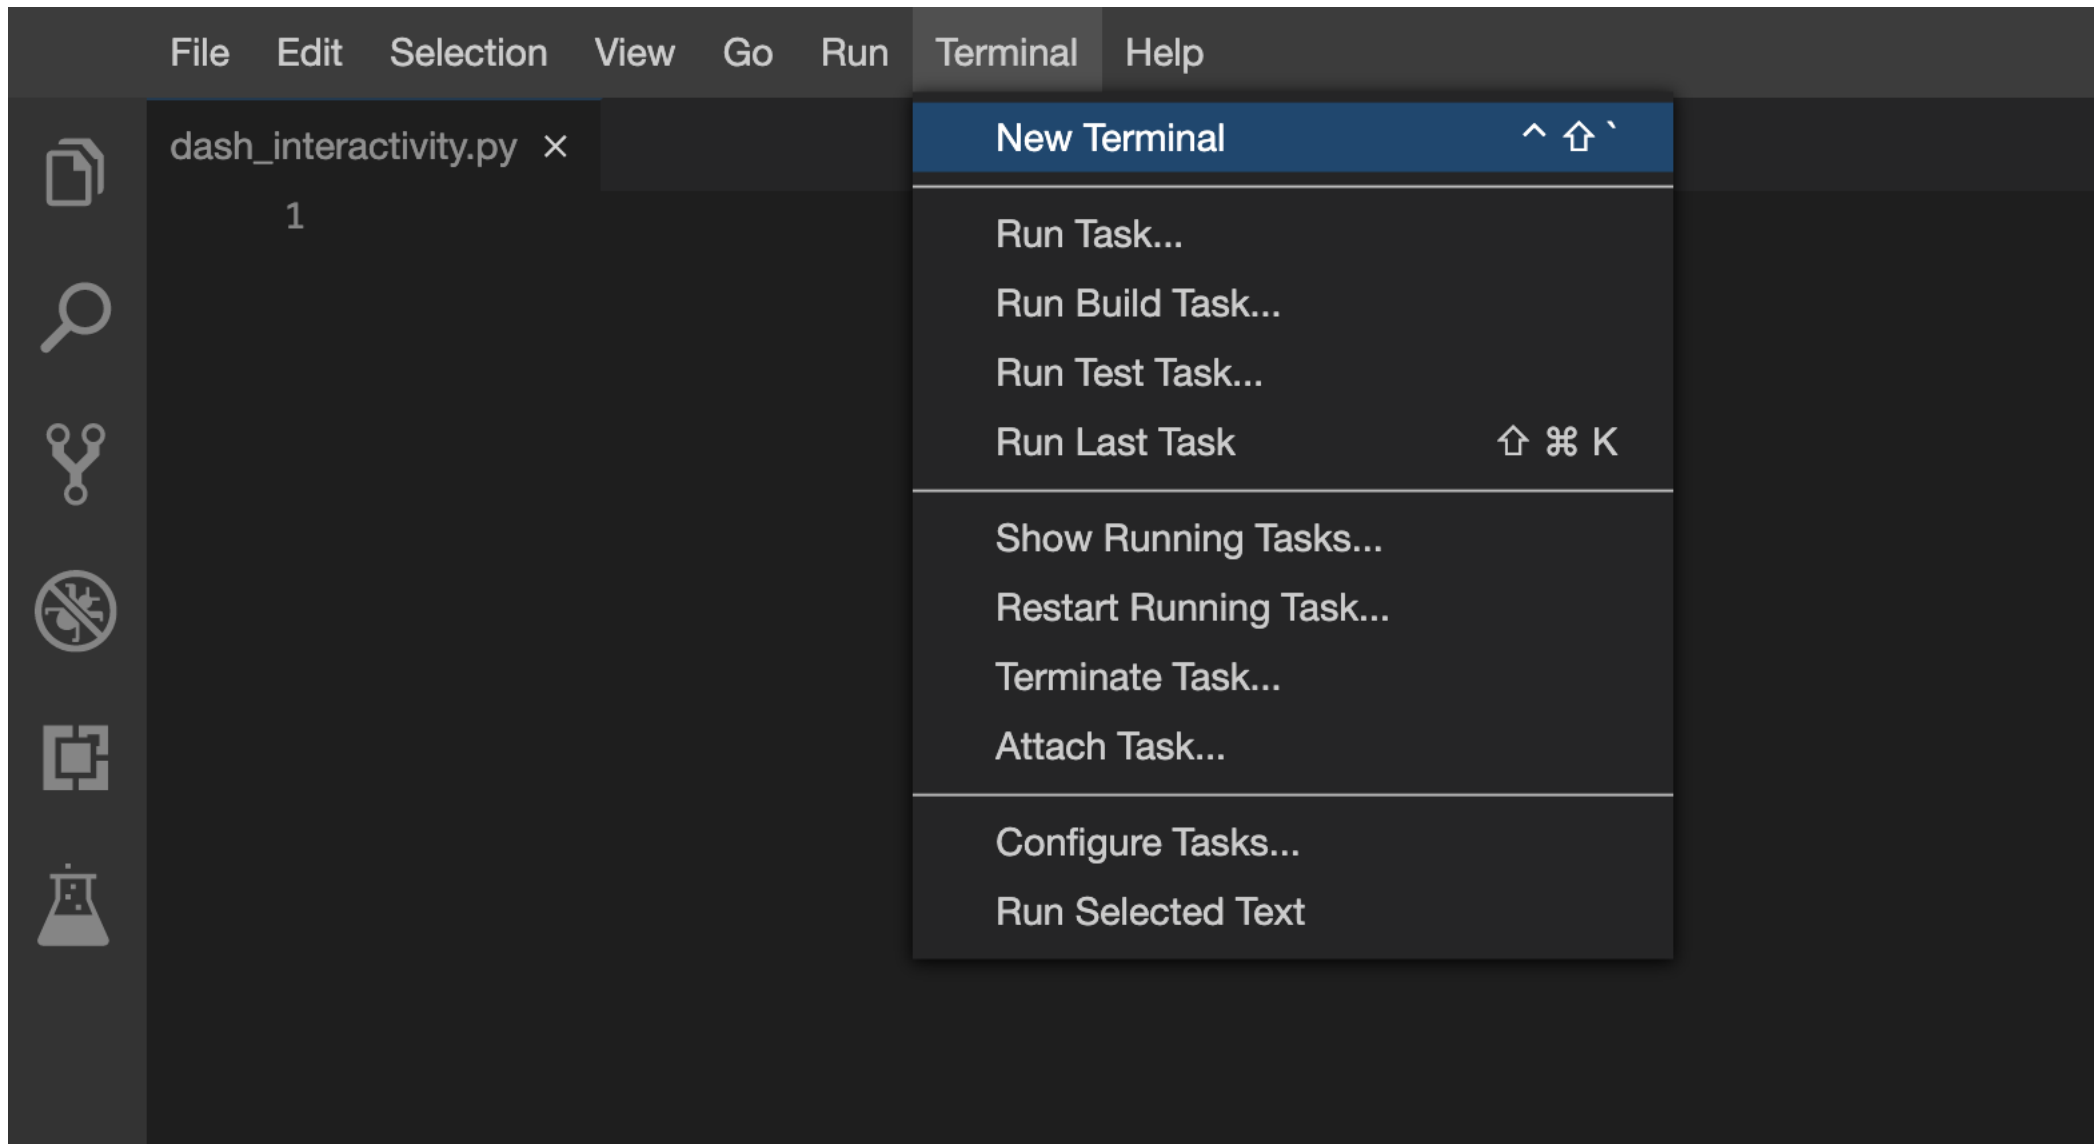 File Edit Selection View Go Run Terminal Help
dash_interactivity.py ×
1
New Terminal ^ ⇧ `
Run Task...
Run Build Task...
Run Test Task...
Run Last Task ⇧ ⌘ K
Show Running Tasks...
Restart Running Task...
Terminate Task...
Attach Task...
Configure Tasks...
Run Selected Text